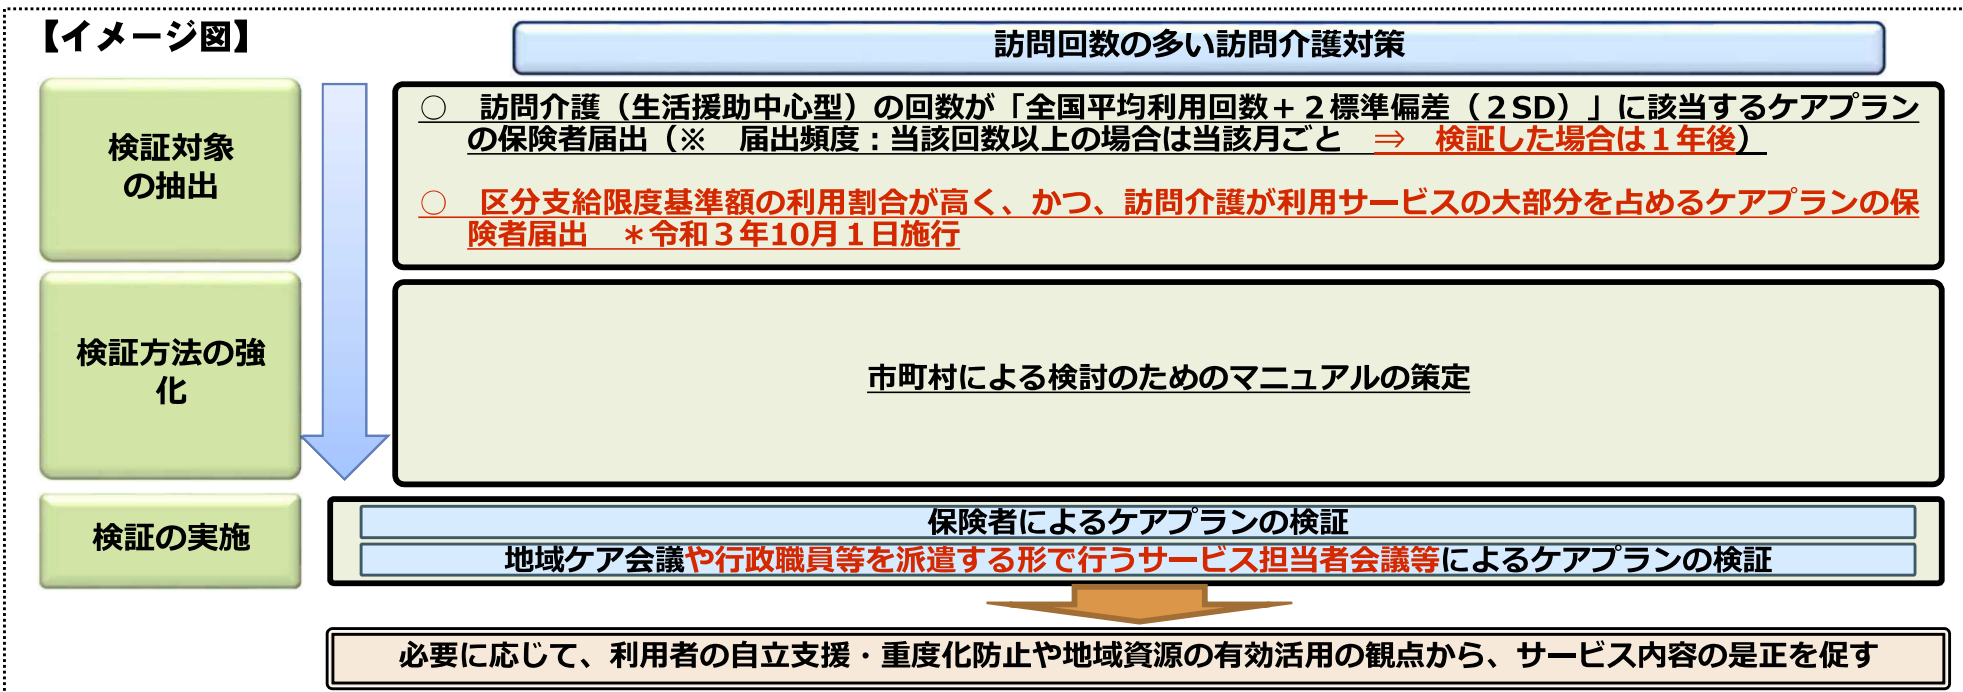 【イメージ図】
訪問回数の多い訪問介護対策
検証対象
の抽出
○　訪問介護（生活援助中心型）の回数が「全国平均利用回数＋２標準偏差（２SD）」に該当するケアプラン
の保険者届出（※　届出頻度：当該回数以上の場合は当該月ごと　⇒　検証した場合は１年後）
○　区分支給限度基準額の利用割合が高く、かつ、訪問介護が利用サービスの大部分を占めるケアプランの保
険者届出　＊令和３年10月１日施行
検証方法の強
化
市町村による検討のためのマニュアルの策定
検証の実施
保険者によるケアプランの検証
地域ケア会議や行政職員等を派遣する形で行うサービス担当者会議等によるケアプランの検証
必要に応じて、利用者の自立支援・重度化防止や地域資源の有効活用の観点から、サービス内容の是正を促す